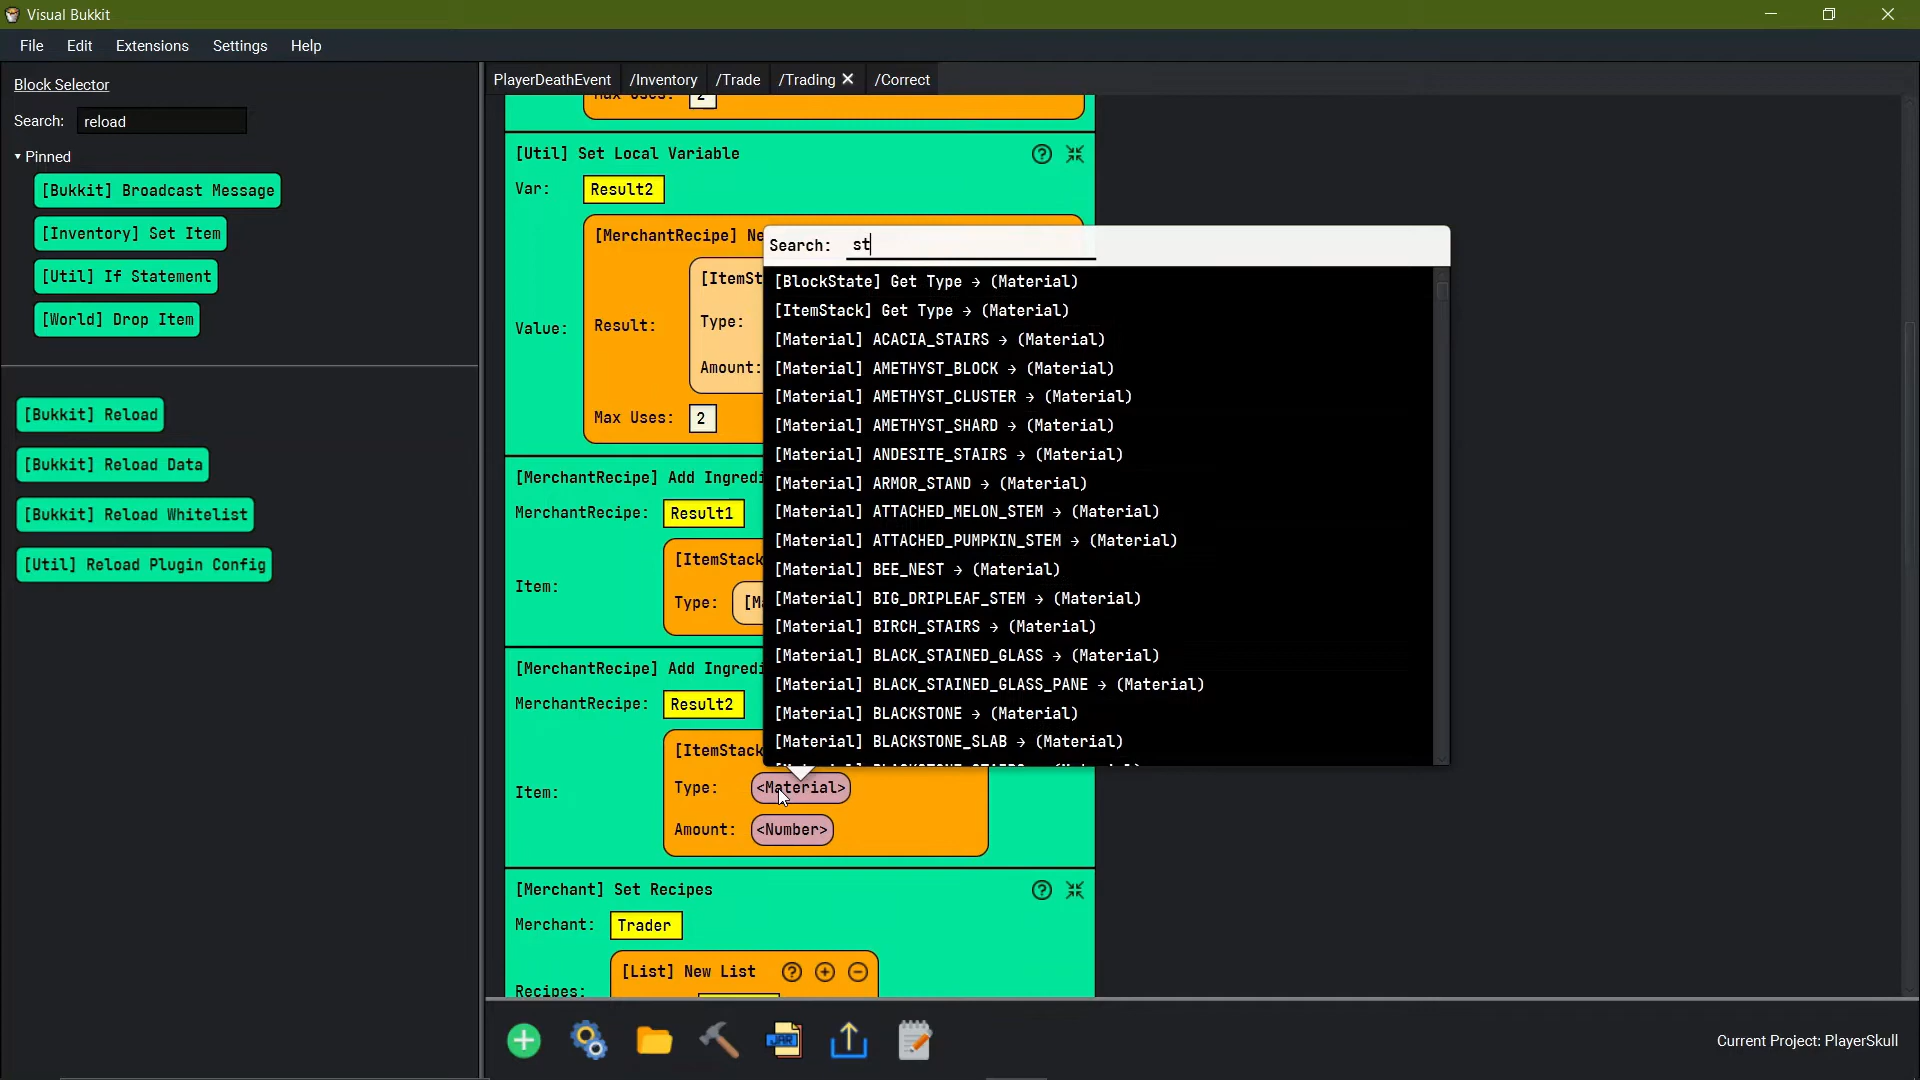 Visual Bukkit
File Edit Extensions Settings Help
Block Selector
Search: reload
Pinned
[Bukkit] Broadcast Message
[Inventory] Set Item
[Util] If Statement
[World] Drop Item
[Bukkit] Reload
[Bukkit] Reload Data
[Bukkit] Reload Whitelist
[Util] Reload Plugin Config
PlayerDeathEvent /Inventory /Trade /Trading /Correct
Max Uses: 2
[Util] Set Local Variable
Var: Result2
[MerchantRecipe] Ne
[ItemSt
Value: Result: Type:
Amount:
Max Uses: 2
[MerchantRecipe] Add Ingredi
MerchantRecipe: Result1
[ItemStack
Item:
Type: [Ma
[MerchantRecipe] Add Ingredi
MerchantRecipe: Result2
[ItemStack
Type: <Material>
Item:
Amount: <Number>
[Merchant] Set Recipes
Merchant: Trader
[List] New List
Recipes:
Search: st
[BlockState] Get Type → (Material)
[ItemStack] Get Type → (Material)
[Material] ACACIA_STAIRS → (Material)
[Material] AMETHYST_BLOCK → (Material)
[Material] AMETHYST_CLUSTER → (Material)
[Material] AMETHYST_SHARD → (Material)
[Material] ANDESITE_STAIRS → (Material)
[Material] ARMOR_STAND → (Material)
[Material] ATTACHED_MELON_STEM → (Material)
[Material] ATTACHED_PUMPKIN_STEM → (Material)
[Material] BEE_NEST → (Material)
[Material] BIG_DRIPLEAF_STEM → (Material)
[Material] BIRCH_STAIRS → (Material)
[Material] BLACK_STAINED_GLASS → (Material)
[Material] BLACK_STAINED_GLASS_PANE → (Material)
[Material] BLACKSTONE → (Material)
[Material] BLACKSTONE_SLAB → (Material)
JAR
Current Project: PlayerSkull